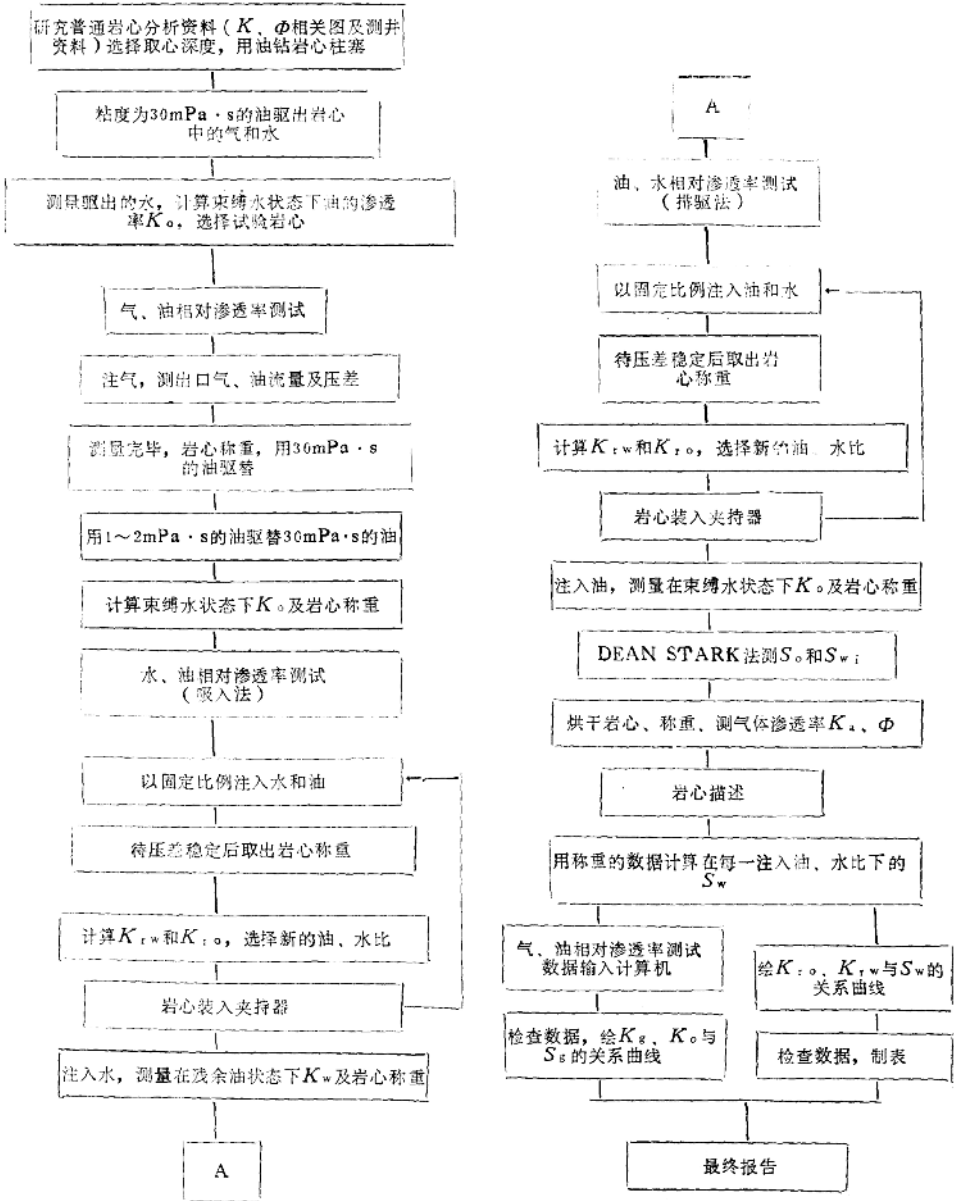 研究普通岩心分析资料(K、Φ相关图及测井
资料)选择取心深度,用油钻岩心柱塞
粘度为30mPa·s的油驱出岩心
中的气和水
测量驱出的水,计算束缚水状态下油的渗透
率Ko,选择试验岩心
气、油相对渗透率测试
注气,测出口气、油流量及压差
测量完毕,岩心称重,用30mPa·s
的油驱替
用1～2mPa·s的油驱替30mPa·s的油
计算束缚水状态下Ko及岩心称重
水、油相对渗透率测试
(吸入法)
以固定比例注入水和油
待压差稳定后取出岩心称重
计算Krw和Kro,选择新的油、水比
岩心装入夹持器
注入水,测量在残余油状态下Kw及岩心称重
A
A
油、水相对渗透率测试
(排驱法)
以固定比例注入油和水
待压差稳定后取出岩
心称重
计算Krw和Kro,选择新的油、水比
岩心装入夹持器
注入油,测量在束缚水状态下Ko及岩心称重
DEAN STARK法测So和Swi
烘干岩心、称重、测气体渗透率Ka、Φ
岩心描述
用称重的数据计算在每一注入油、水比下的
Sw
气、油相对渗透率测试
数据输入计算机
检查数据,绘Kg、Ko与
Sg的关系曲线
绘Kro、Krw与Sw的
关系曲线
检查数据,制表
最终报告